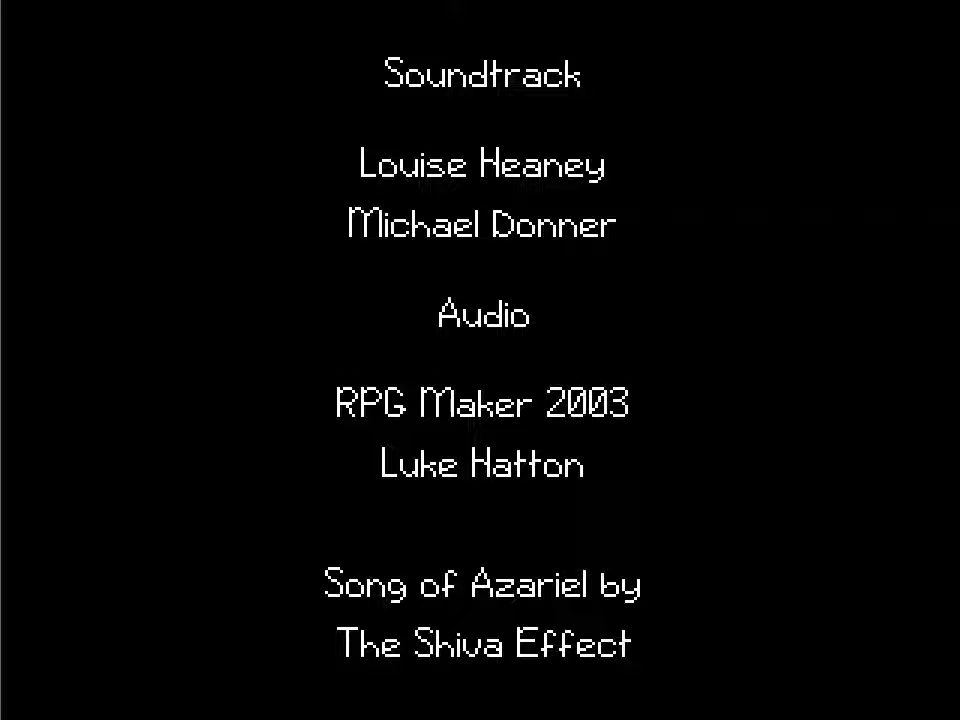 Soundtrack
Louise Heaney
Michael Donner
Audio
RPG Maker 2003
Luke Hatton
Song of Azariel by
The Shiva Effect